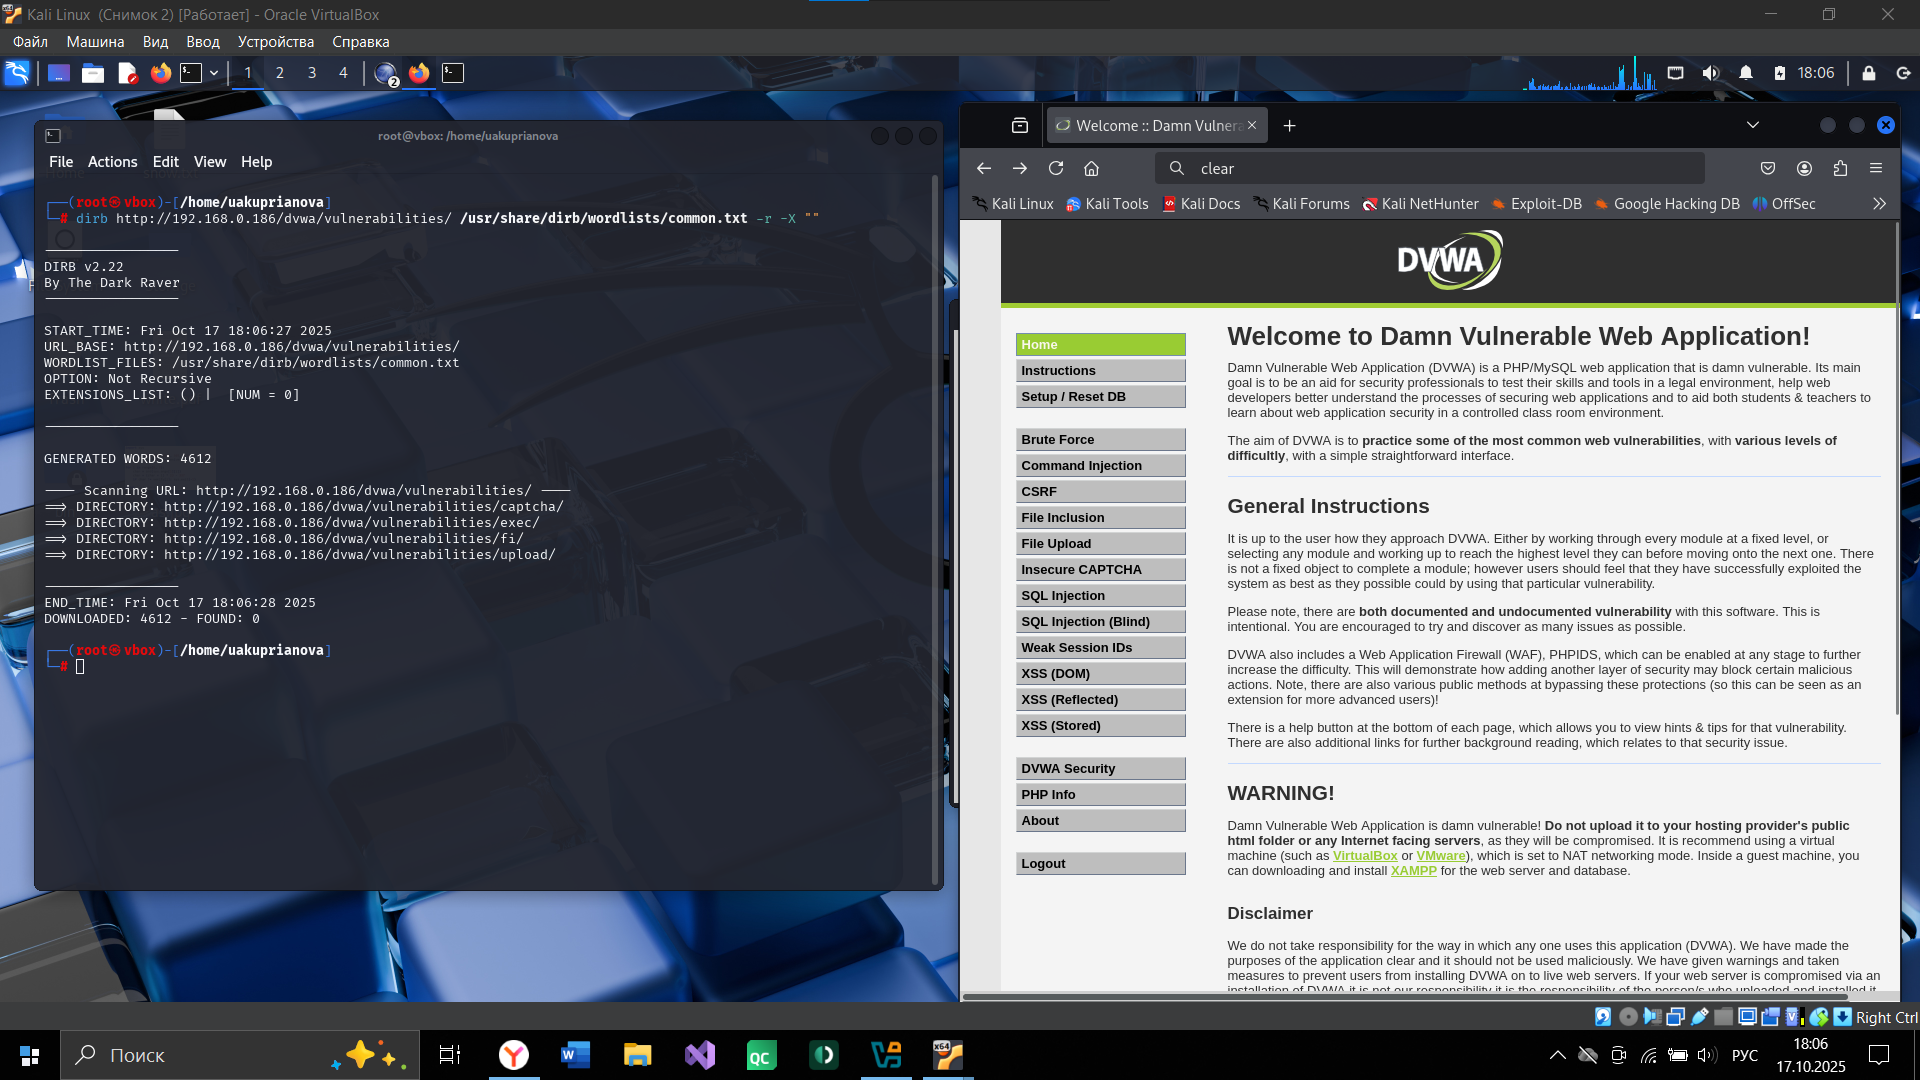 Kali Linux  (Снимок 2) [Работает] - Oracle VirtualBox
Файл Машина Вид Ввод Устройства Справка
1 2 3 4 2 18:06
root@vbox: /home/uakuprianova
File Actions Edit View Help
┌──(root㉿vbox)-[/home/uakuprianova]
└─# dirb http://192.168.0.186/dvwa/vulnerabilities/ /usr/share/dirb/wordlists/common.txt -r -X ""
-----------------
DIRB v2.22
By The Dark Raver
-----------------
START_TIME: Fri Oct 17 18:06:27 2025
URL_BASE: http://192.168.0.186/dvwa/vulnerabilities/
WORDLIST_FILES: /usr/share/dirb/wordlists/common.txt
OPTION: Not Recursive
EXTENSIONS_LIST: () |  [NUM = 0]
-----------------
GENERATED WORDS: 4612
---- Scanning URL: http://192.168.0.186/dvwa/vulnerabilities/ ----
==> DIRECTORY: http://192.168.0.186/dvwa/vulnerabilities/captcha/
==> DIRECTORY: http://192.168.0.186/dvwa/vulnerabilities/exec/
==> DIRECTORY: http://192.168.0.186/dvwa/vulnerabilities/fi/
==> DIRECTORY: http://192.168.0.186/dvwa/vulnerabilities/upload/
-----------------
END_TIME: Fri Oct 17 18:06:28 2025
DOWNLOADED: 4612 - FOUND: 0
┌──(root㉿vbox)-[/home/uakuprianova]
└─#
Welcome :: Damn Vulnera
clear
Kali Linux Kali Tools Kali Docs Kali Forums Kali NetHunter Exploit-DB Google Hacking DB OffSec
DVWA
Home
Instructions
Setup / Reset DB
Brute Force
Command Injection
CSRF
File Inclusion
File Upload
Insecure CAPTCHA
SQL Injection
SQL Injection (Blind)
Weak Session IDs
XSS (DOM)
XSS (Reflected)
XSS (Stored)
DVWA Security
PHP Info
About
Logout
Welcome to Damn Vulnerable Web Application!
Damn Vulnerable Web Application (DVWA) is a PHP/MySQL web application that is damn vulnerable. Its main
goal is to be an aid for security professionals to test their skills and tools in a legal environment, help web
developers better understand the processes of securing web applications and to aid both students & teachers to
learn about web application security in a controlled class room environment.
The aim of DVWA is to practice some of the most common web vulnerabilities, with various levels of
difficultly, with a simple straightforward interface.
General Instructions
It is up to the user how they approach DVWA. Either by working through every module at a fixed level, or
selecting any module and working up to reach the highest level they can before moving onto the next one. There
is not a fixed object to complete a module; however users should feel that they have successfully exploited the
system as best as they possible could by using that particular vulnerability.
Please note, there are both documented and undocumented vulnerability with this software. This is
intentional. You are encouraged to try and discover as many issues as possible.
DVWA also includes a Web Application Firewall (WAF), PHPIDS, which can be enabled at any stage to further
increase the difficulty. This will demonstrate how adding another layer of security may block certain malicious
actions. Note, there are also various public methods at bypassing these protections (so this can be seen as an
extension for more advanced users)!
There is a help button at the bottom of each page, which allows you to view hints & tips for that vulnerability.
There are also additional links for further background reading, which relates to that security issue.
WARNING!
Damn Vulnerable Web Application is damn vulnerable! Do not upload it to your hosting provider's public
html folder or any Internet facing servers, as they will be compromised. It is recommend using a virtual
machine (such as VirtualBox or VMware), which is set to NAT networking mode. Inside a guest machine, you
can downloading and install XAMPP for the web server and database.
Disclaimer
We do not take responsibility for the way in which any one uses this application (DVWA). We have made the
purposes of the application clear and it should not be used maliciously. We have given warnings and taken
measures to prevent users from installing DVWA on to live web servers. If your web server is compromised via an
installation of DVWA it is not our responsibility it is the responsibility of the person/s who uploaded and installed it
Right Ctrl
Поиск
РУС
18:06
17.10.2025